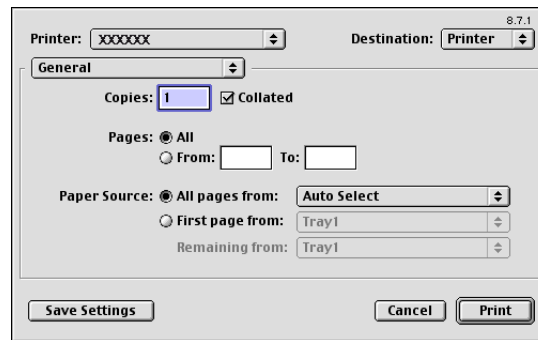 8.7.1
Printer: XXXXXX Destination: Printer
General
Copies: 1 Collated
Pages: All
From: To:
Paper Source: All pages from: Auto Select
First page from: Tray1
Remaining from: Tray1
Save Settings Cancel Print